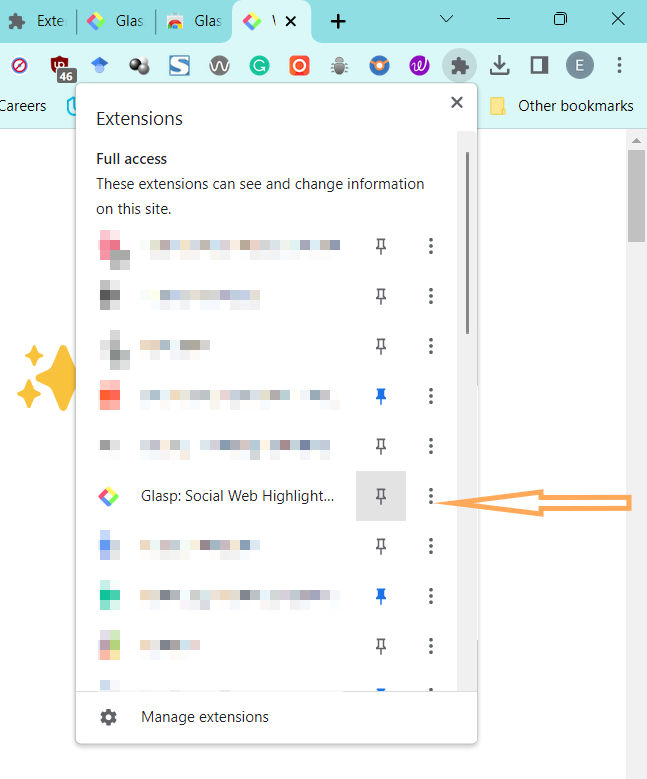 Exte
Glas
Glas
46
E
Careers
Other bookmarks
Extensions
Full access
These extensions can see and change information
on this site.
Glasp: Social Web Highlight...
Manage extensions